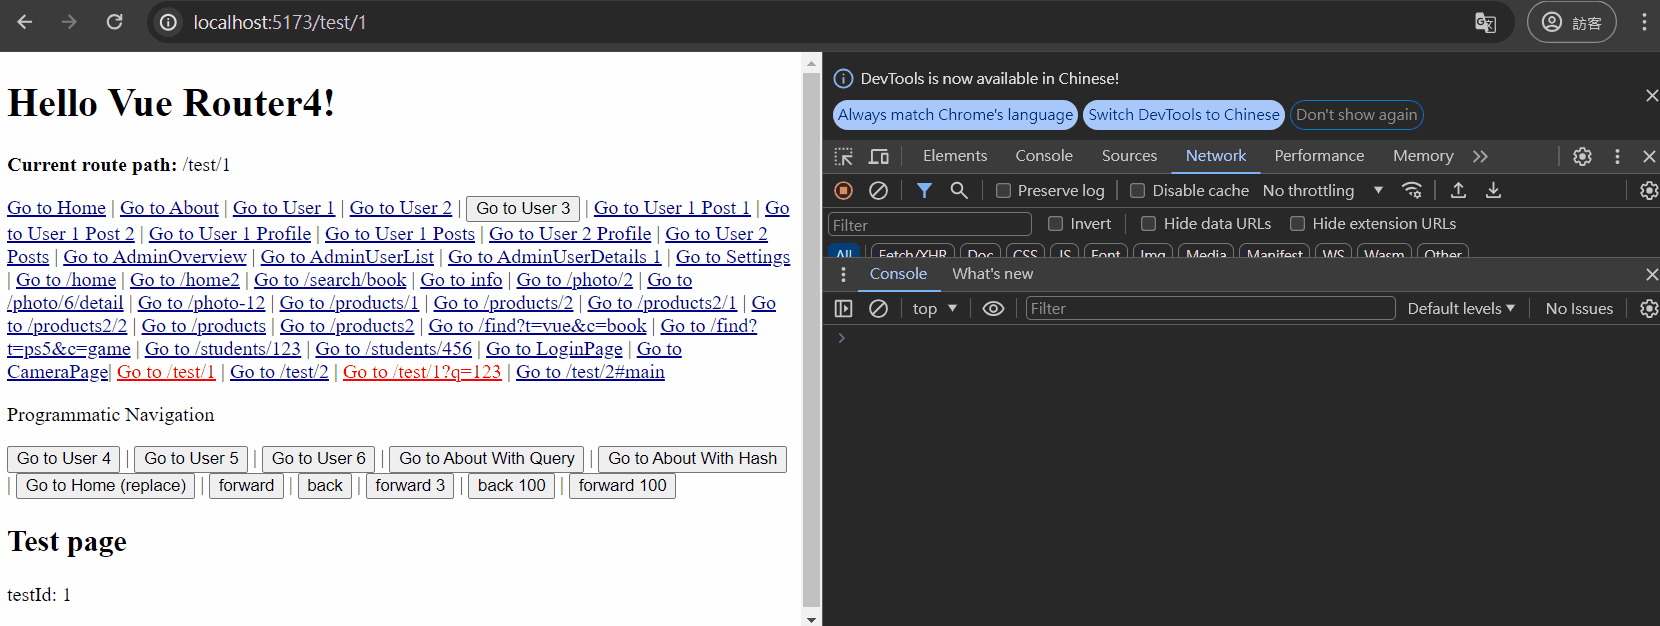 localhost:5173/test/1
訪客
Hello Vue Router4!
Current route path: /test/1
Go to Home | Go to About | Go to User 1 | Go to User 2 | Go to User 3 | Go to User 1 Post 1 | Go
to User 1 Post 2 | Go to User 1 Profile | Go to User 1 Posts | Go to User 2 Profile | Go to User 2
Posts | Go to AdminOverview | Go to AdminUserList | Go to AdminUserDetails 1 | Go to Settings
| Go to /home | Go to /home2 | Go to /search/book | Go to info | Go to /photo/2 | Go to
/photo/6/detail | Go to /photo-12 | Go to /products/1 | Go to /products/2 | Go to /products2/1 | Go
to /products2/2 | Go to /products | Go to /products2 | Go to /find?t=vue&c=book | Go to /find?
t=ps5&c=game | Go to /students/123 | Go to /students/456 | Go to LoginPage | Go to
CameraPage| Go to /test/1 | Go to /test/2 | Go to /test/1?q=123 | Go to /test/2#main
Programmatic Navigation
Go to User 4 | Go to User 5 | Go to User 6 | Go to About With Query | Go to About With Hash
| Go to Home (replace) | forward | back | forward 3 | back 100 | forward 100
Test page
testId: 1
DevTools is now available in Chinese!
Always match Chrome's language Switch DevTools to Chinese Don't show again
Elements Console Sources Network Performance Memory
Preserve log Disable cache No throttling
Filter Invert Hide data URLs Hide extension URLs
All Fetch/XHR Doc CSS JS Font Img Media Manifest WS Wasm Other
Console What's new
top Filter Default levels No Issues